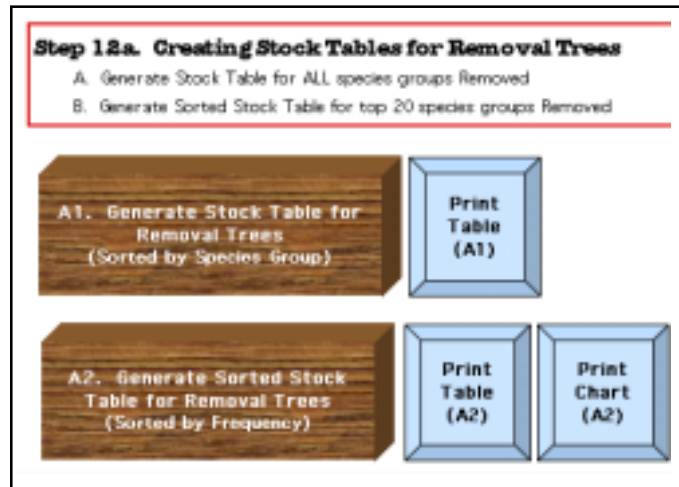 Step 12a. Creating Stock Tables for Removal Trees
A. Generate Stock Table for ALL species groups Removed
B. Generate Sorted Stock Table for top 20 species groups Removed
A1. Generate Stock Table for
Removal Trees
(Sorted by Species Group)
Print
Table
(A1)
A2. Generate Sorted Stock
Table for Removal Trees
(Sorted by Frequency)
Print
Table
(A2)
Print
Chart
(A2)